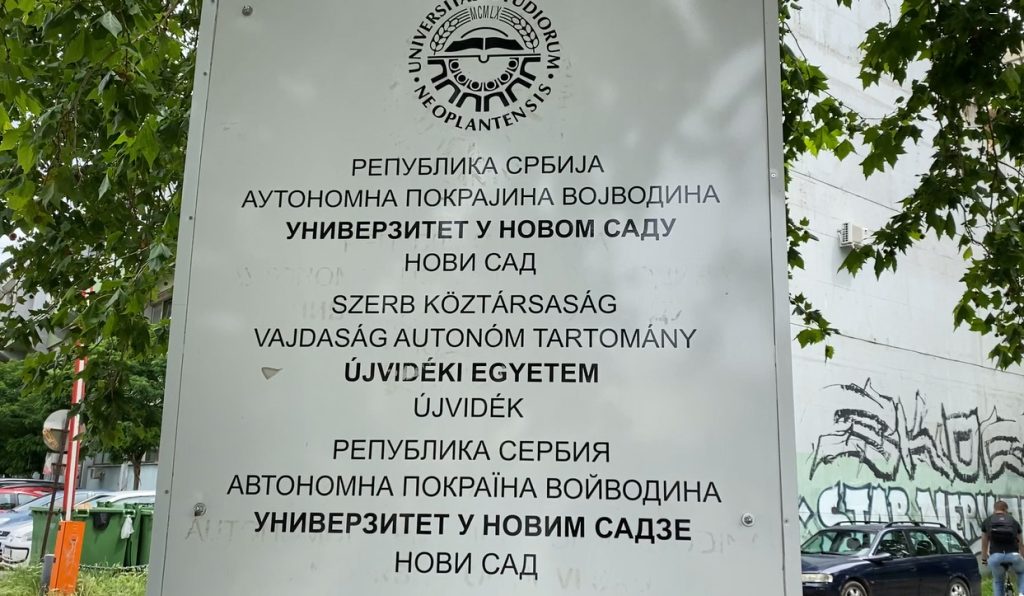 UNIVERSITAS STUDIORUM
MCMLX
NEOPLANTENSIS
РЕПУБЛИКА СРБИЈА
АУТОНОМНА ПОКРАЈИНА ВОЈВОДИНА
УНИВЕРЗИТЕТ У НОВОМ САДУ
НОВИ САД
SZERB KÖZTÁRSASÁG
VAJDASÁG AUTONÓM TARTOMÁNY
ÚJVIDÉKI EGYETEM
ÚJVIDÉK
РЕПУБЛИКА СЕРБИЯ
АВТОНОМНА ПОКРАЇНА ВОЙВОДИНА
УНИВЕРЗИТЕТ У НОВИМ САДЗЕ
НОВИ САД
STAR